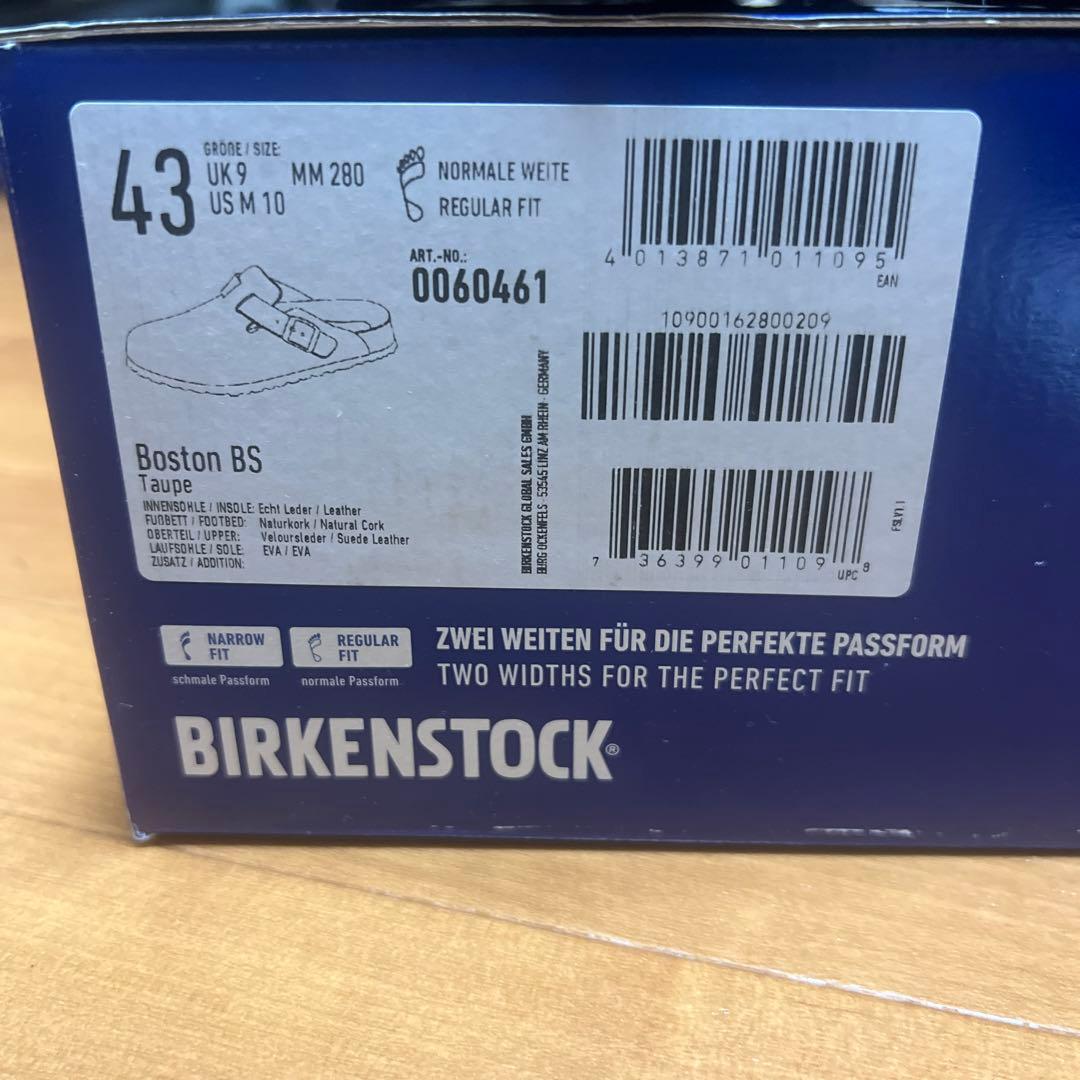 43
GRÖßE / SIZE:
UK 9 MM 280
US M 10
NORMALE WEITE
REGULAR FIT
ART.-NO.:
0060461
4 013871 011095
EAN
10900162800209
Boston BS
Taupe
INNENSOHLE / INSOLE: Echt Leder / Leather
FUßBETT / FOOTBED: Naturkork / Natural Cork
OBERTEIL / UPPER: Veloursleder / Suede Leather
LAUFSOHLE / SOLE: EVA / EVA
ZUSATZ / ADDITION:
BIRKENSTOCK GLOBAL SALES GMBH
BURG OCKENFELS - 53545 LINZ AM RHEIN - GERMANY
7 36399 01109 8
UPC
FSLV1.1
NARROW FIT
schmale Passform
REGULAR FIT
normale Passform
ZWEI WEITEN FÜR DIE PERFEKTE PASSFORM
TWO WIDTHS FOR THE PERFECT FIT
BIRKENSTOCK®